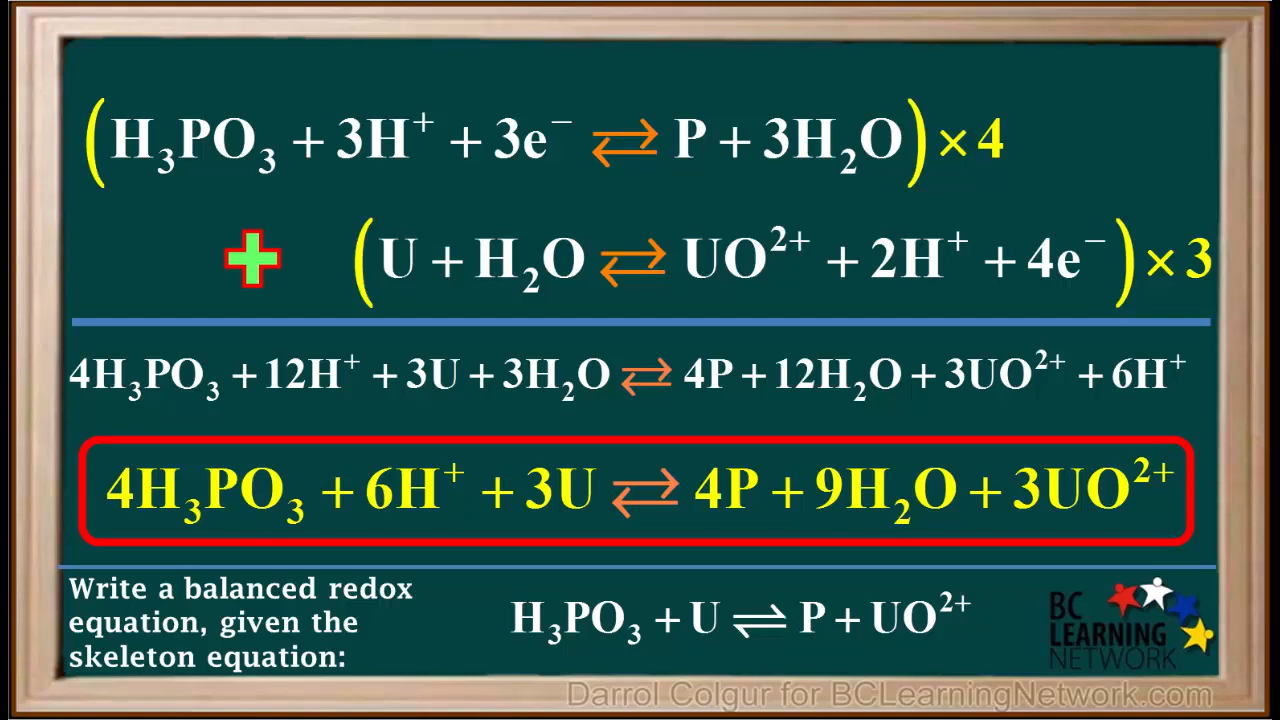 (H₃PO₃ + 3H⁺ + 3e⁻ ⇄ P + 3H₂O) × 4
+ (U + H₂O ⇄ UO²⁺ + 2H⁺ + 4e⁻) × 3
4H₃PO₃ + 12H⁺ + 3U + 3H₂O ⇄ 4P + 12H₂O + 3UO²⁺ + 6H⁺
4H₃PO₃ + 6H⁺ + 3U ⇄ 4P + 9H₂O + 3UO²⁺
Write a balanced redox
equation, given the
skeleton equation:
H₃PO₃ + U ⇌ P + UO²⁺
BC
LEARNING
NETWORK
Darrol Colgur for BCLearningNetwork.com